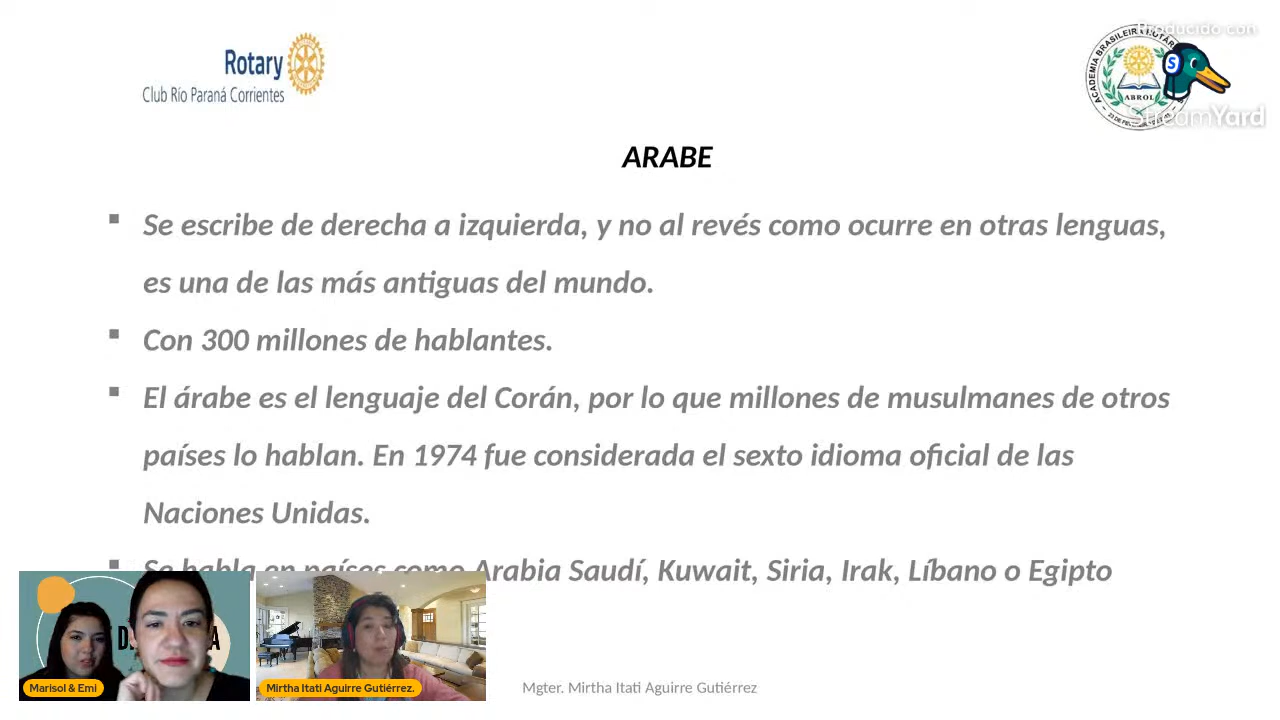 Rotary
Club Río Paraná Corrientes
Producido con
ACADEMIA BRASILEIRA ROTÁR
ABROL
S
StreamYard
ARABE
Se escribe de derecha a izquierda, y no al revés como ocurre en otras lenguas,
es una de las más antiguas del mundo.
Con 300 millones de hablantes.
El árabe es el lenguaje del Corán, por lo que millones de musulmanes de otros
países lo hablan. En 1974 fue considerada el sexto idioma oficial de las
Naciones Unidas.
Se habla en países como Arabia Saudí, Kuwait, Siria, Irak, Líbano o Egipto
Marisol & Emi
Mirtha Itati Aguirre Gutiérrez.
Mgter. Mirtha Itati Aguirre Gutiérrez